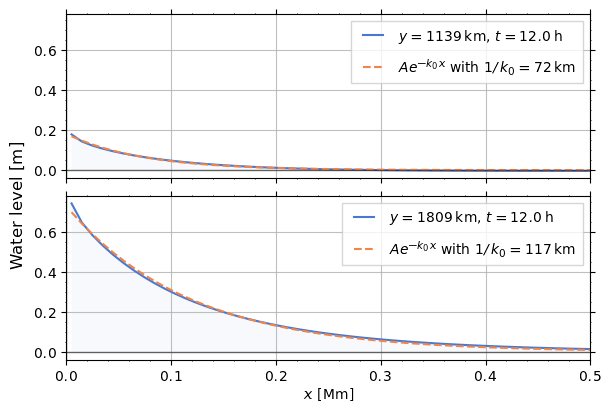 0.6
0.4
0.2
0.0
y = 1139 km, t = 12.0 h
Ae^{-k_0 x} with 1/k_0 = 72 km
Water level [m]
0.6
0.4
0.2
0.0
y = 1809 km, t = 12.0 h
Ae^{-k_0 x} with 1/k_0 = 117 km
0.0 0.1 0.2 0.3 0.4 0.5
x [Mm]